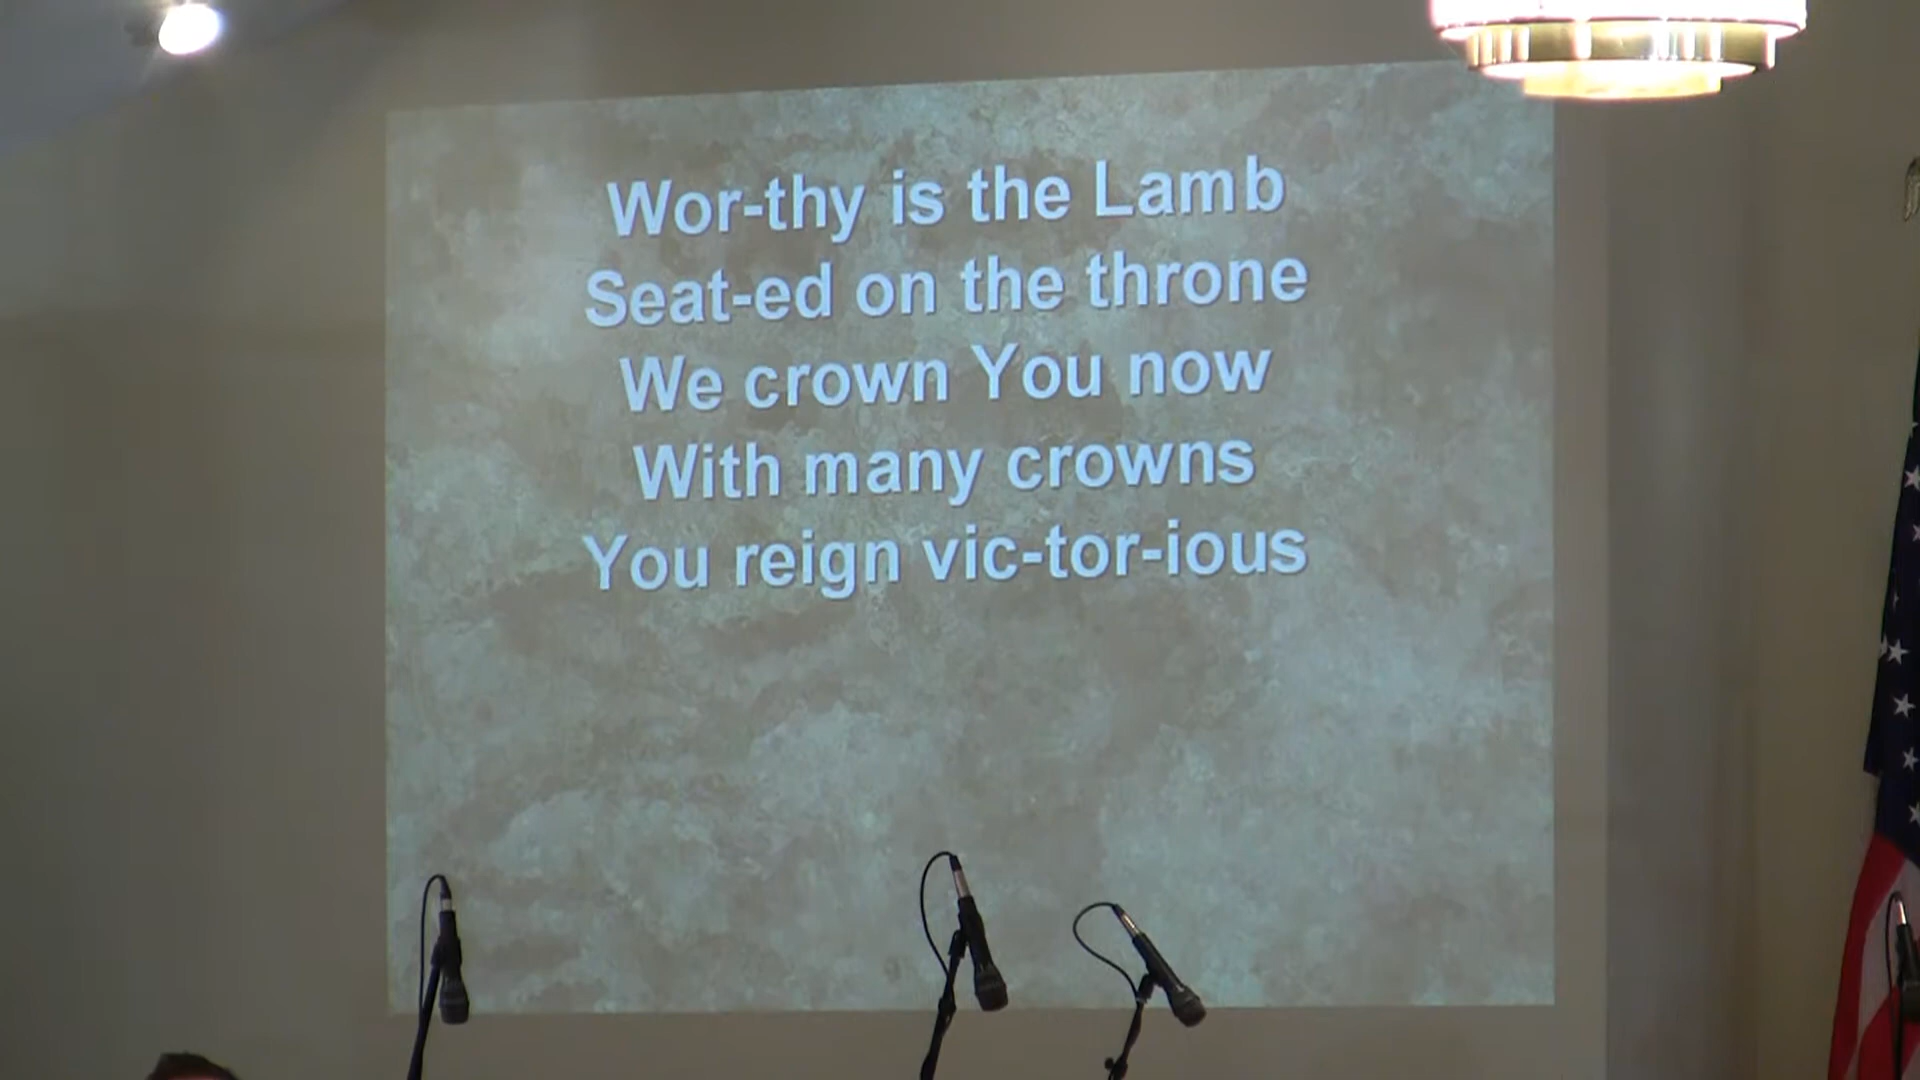 Wor-thy is the Lamb
Seat-ed on the throne
We crown You now
With many crowns
You reign vic-tor-ious